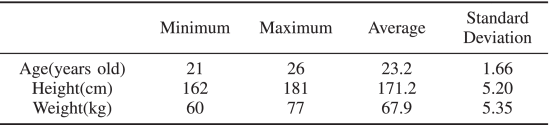 Minimum Maximum Average Standard Deviation
Age(years old) 21 26 23.2 1.66
Height(cm) 162 181 171.2 5.20
Weight(kg) 60 77 67.9 5.35